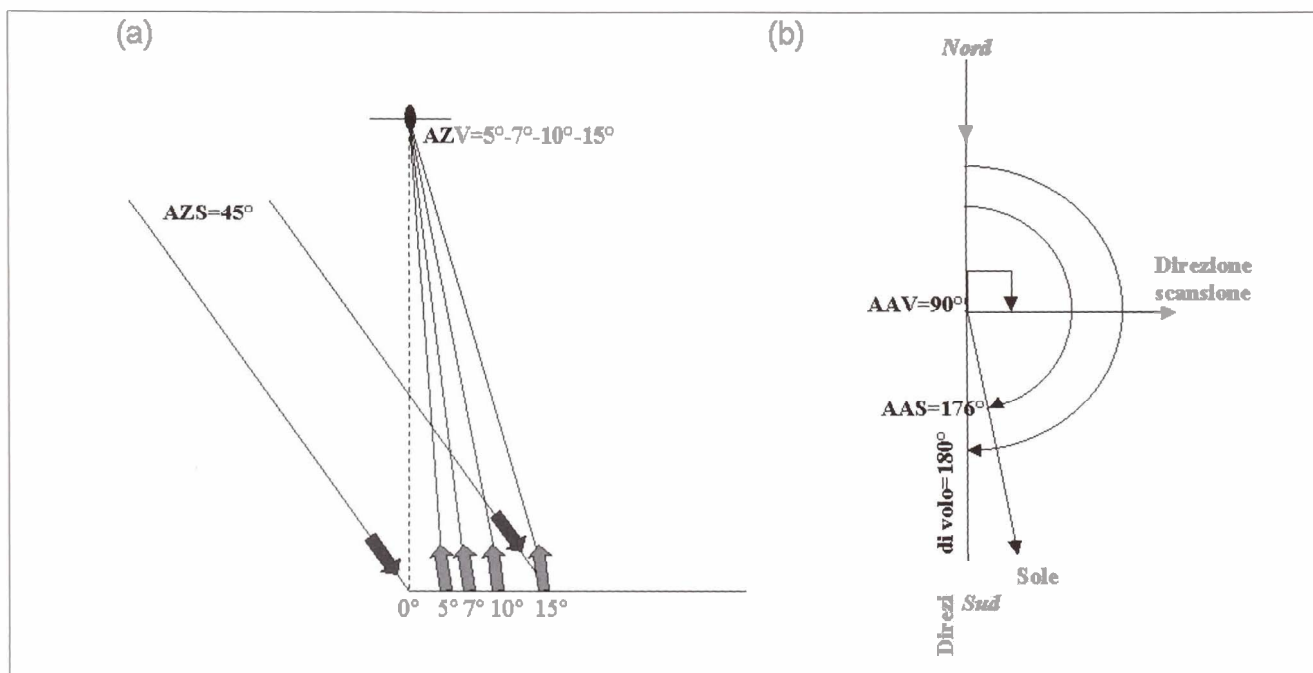 (a)
AZV=5°-7°-10°-15°
AZS=45°
0° 5° 7° 10° 15°
(b)
Nord
Direzione
scansione
AAV=90°
AAS=176°
Direzi di volo=180°
Sole
Sud